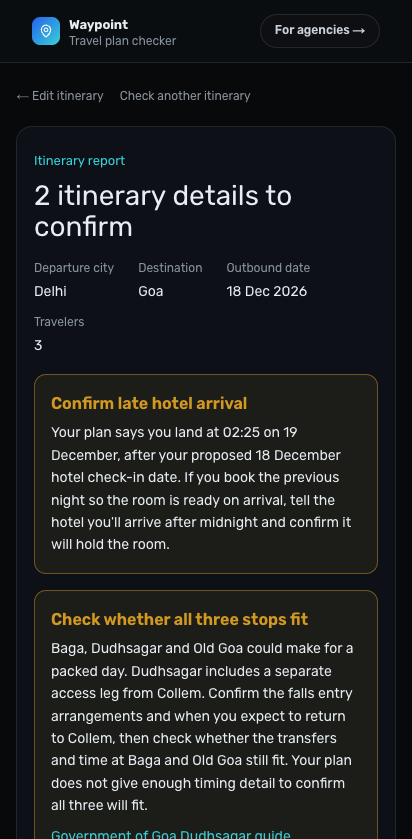 Waypoint
Travel plan checker
For agencies →
← Edit itinerary Check another itinerary
Itinerary report
2 itinerary details to
confirm
Departure city Destination Outbound date
Delhi Goa 18 Dec 2026
Travelers
3
Confirm late hotel arrival
Your plan says you land at 02:25 on 19
December, after your proposed 18 December
hotel check-in date. If you book the previous
night so the room is ready on arrival, tell the
hotel you'll arrive after midnight and confirm it
will hold the room.
Check whether all three stops fit
Baga, Dudhsagar and Old Goa could make for a
packed day. Dudhsagar includes a separate
access leg from Collem. Confirm the falls entry
arrangements and when you expect to return
to Collem, then check whether the transfers
and time at Baga and Old Goa still fit. Your plan
does not give enough timing detail to confirm
all three will fit.
Government of Goa Dudhsagar guide